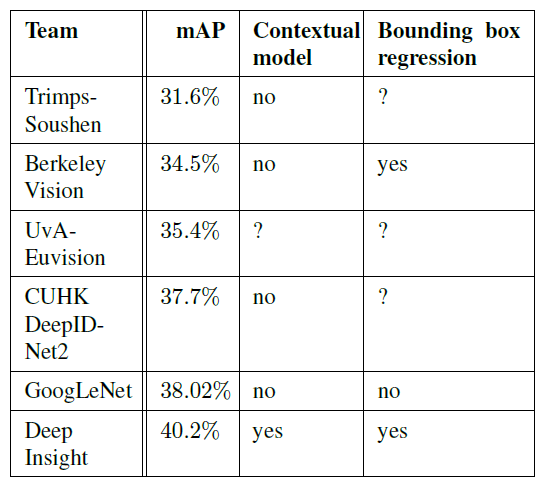 Team mAP Contextual Bounding box
model regression
Trimps- 31.6% no ?
Soushen
Berkeley 34.5% no yes
Vision
UvA- 35.4% ? ?
Euvision
CUHK 37.7% no ?
DeepID-
Net2
GoogLeNet 38.02% no no
Deep 40.2% yes yes
Insight